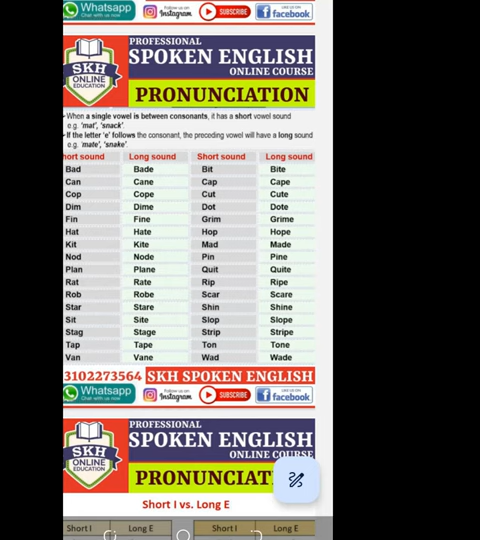 Whatsapp Follow us on Instagram SUBSCRIBE LIKE US ON facebook
Chat with us now
PROFESSIONAL
SPOKEN ENGLISH
ONLINE COURSE
SKH
ONLINE
EDUCATION
PRONUNCIATION
When a single vowel is between consonants, it has a short vowel sound
e.g. 'mat', 'snack'
If the letter 'e' follows the consonant, the preceding vowel will have a long sound
e.g. 'mate', 'snake'
hort sound Long sound Short sound Long sound
Bad Bade Bit Bite
Can Cane Cap Cape
Cop Cope Cut Cute
Dim Dime Dot Dote
Fin Fine Grim Grime
Hat Hate Hop Hope
Kit Kite Mad Made
Nod Node Pin Pine
Plan Plane Quit Quite
Rat Rate Rip Ripe
Rob Robe Scar Scare
Star Stare Shin Shine
Sit Site Slop Slope
Stag Stage Strip Stripe
Tap Tape Ton Tone
Van Vane Wad Wade
3102273564 SKH SPOKEN ENGLISH
Whatsapp Follow us on Instagram SUBSCRIBE LIKE US ON facebook
Chat with us now
PROFESSIONAL
SPOKEN ENGLISH
ONLINE COURSE
SKH
ONLINE
EDUCATION
PRONUNCIAT
Short I vs. Long E
Short I Long E Short I Long E